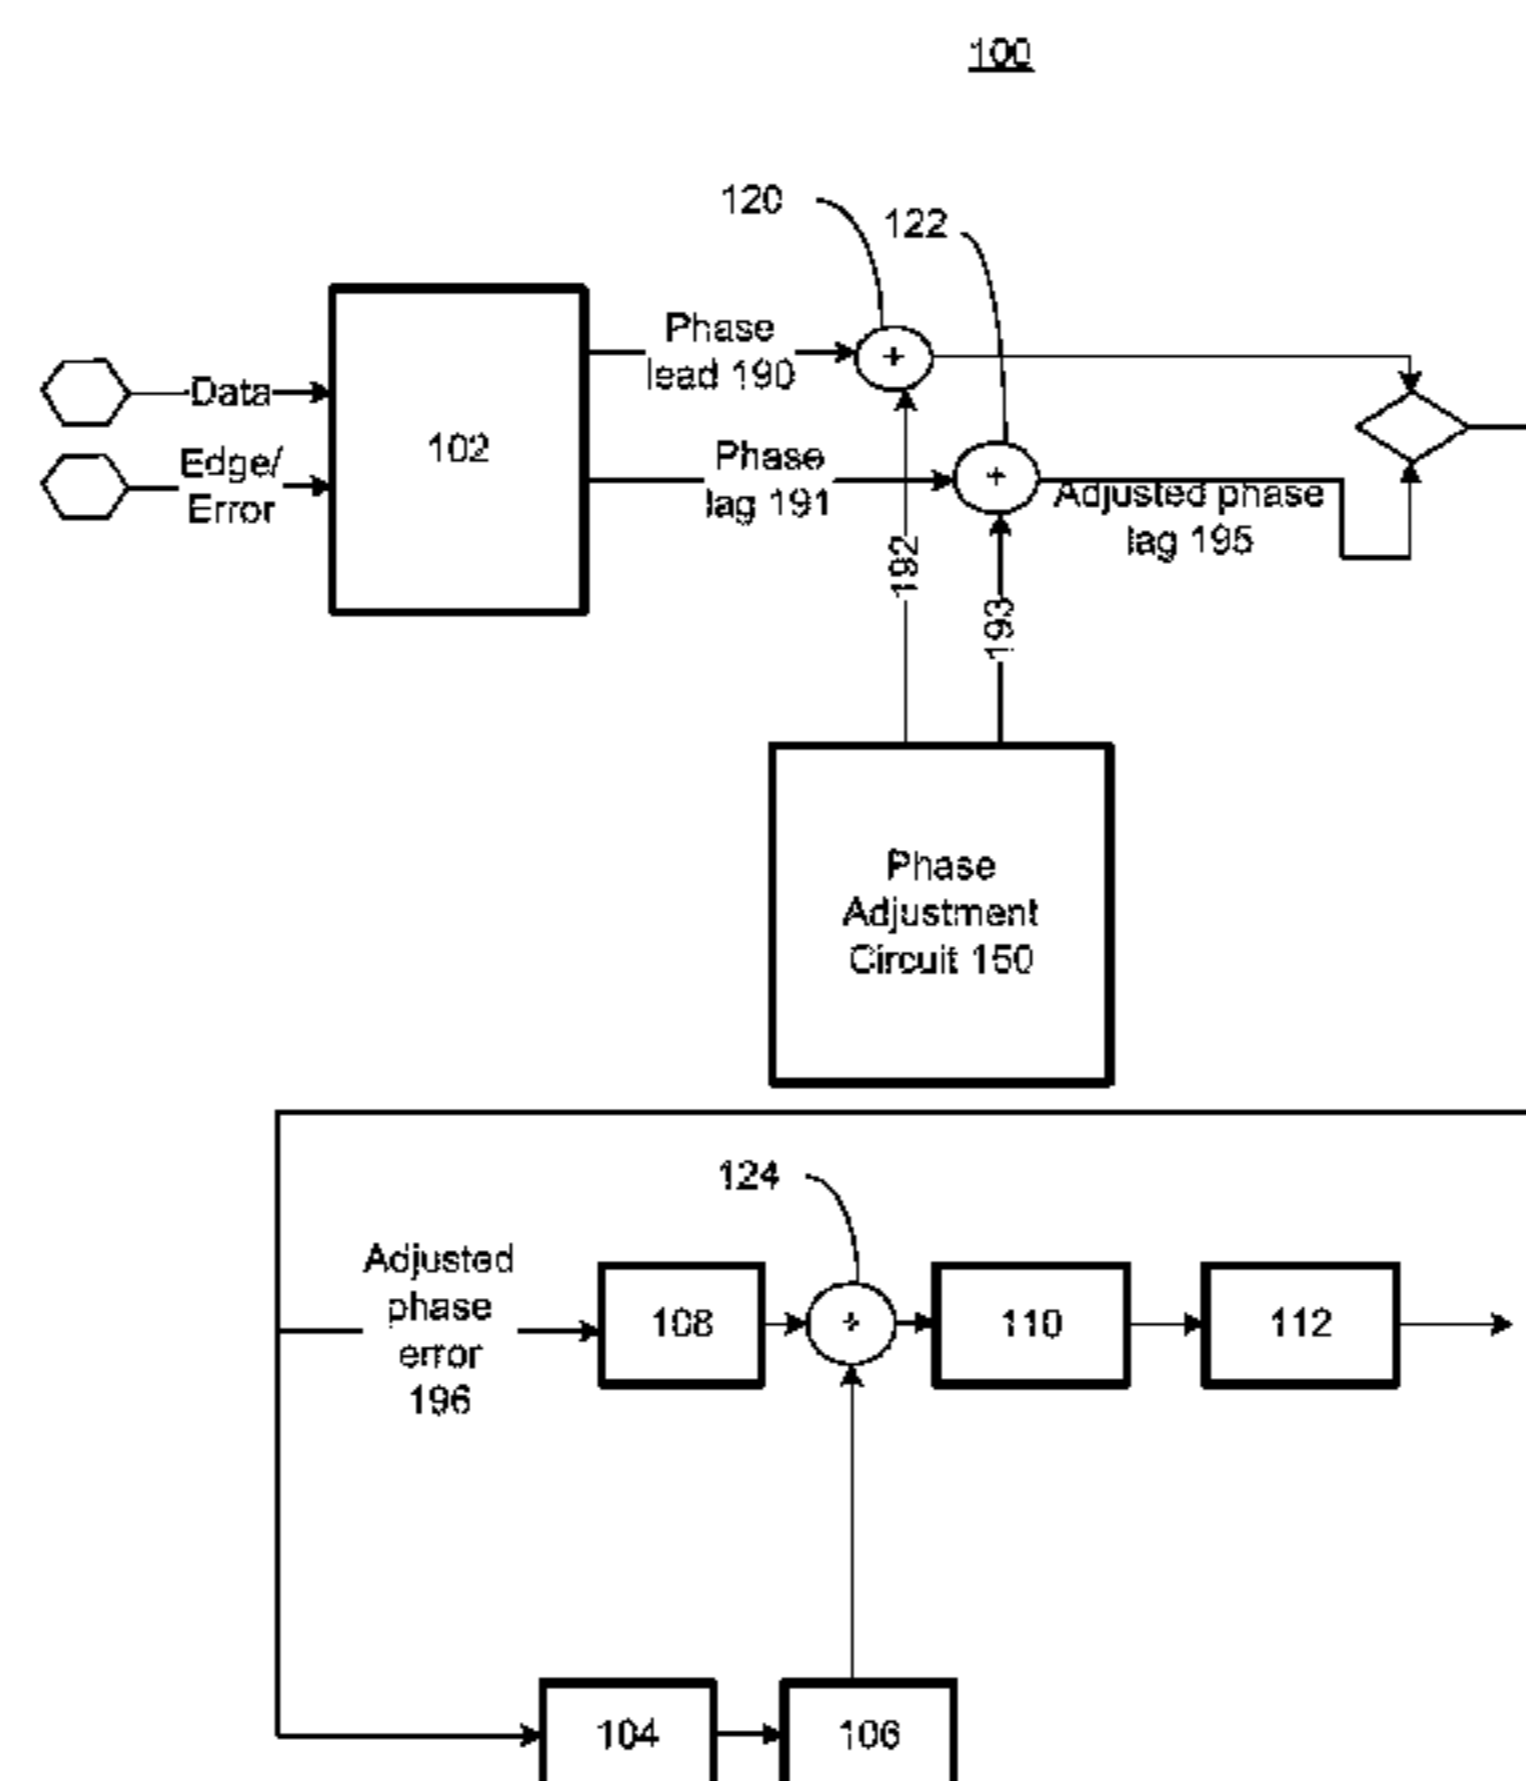 100
120
122
Phase
lead 190
Data
102
Edge/
Error
Phase
lag 191
Adjusted phase
lag 195
192
193
Phase
Adjustment
Circuit 150
124
Adjusted
phase
error
196
108
110
112
104
106
+
+
+